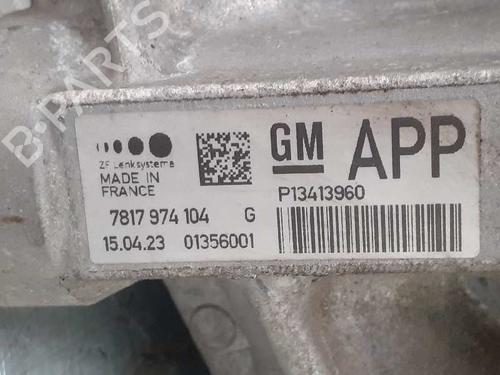 B-PARTS
ZF Lenksysteme
MADE IN
FRANCE
7817 974 104 G
15.04.23 01356001
GM APP
P13413960